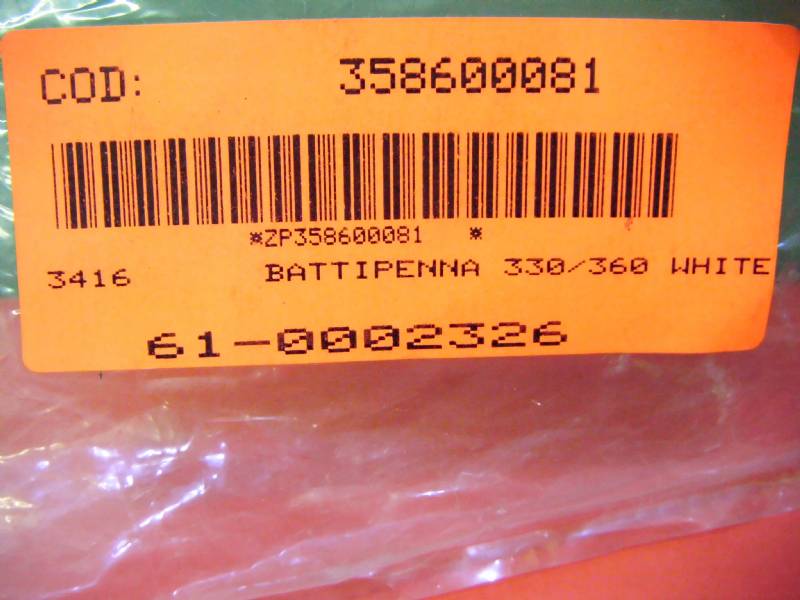 COD: 358600081
*ZP358600081 *
3416 BATTIPENNA 330/360 WHITE
61-0002326